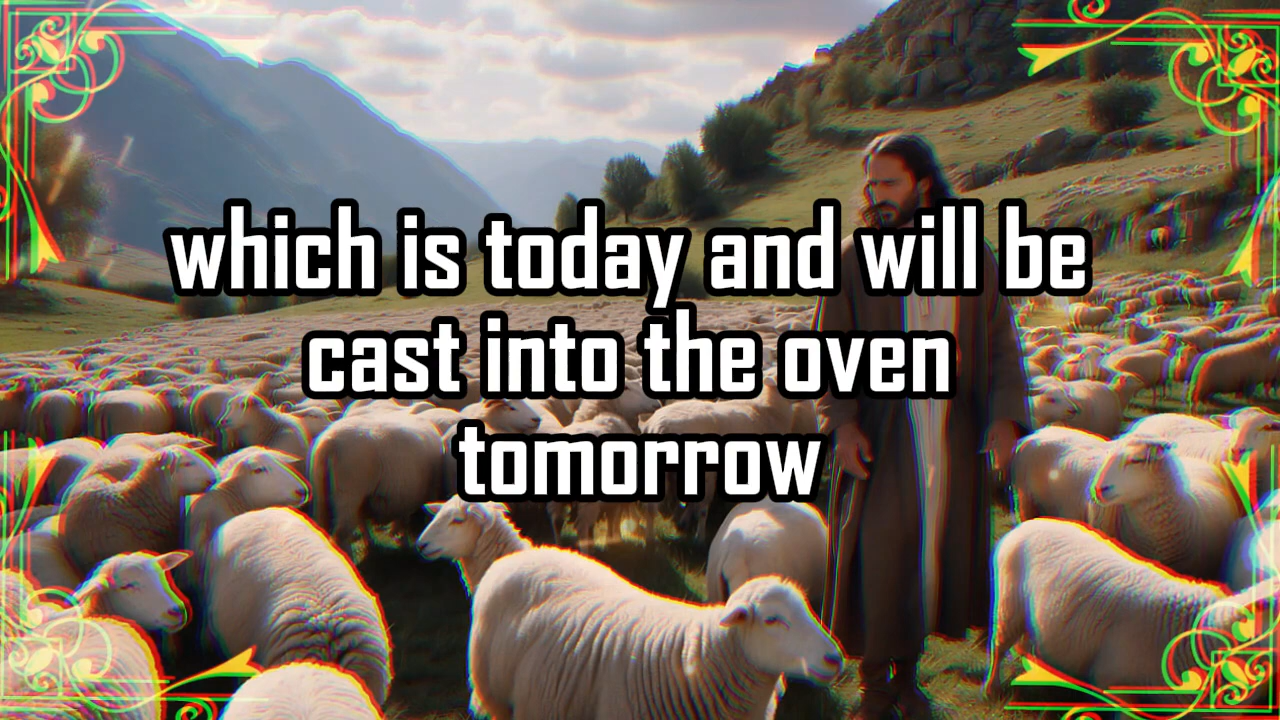 which is today and will be
cast into the oven
tomorrow